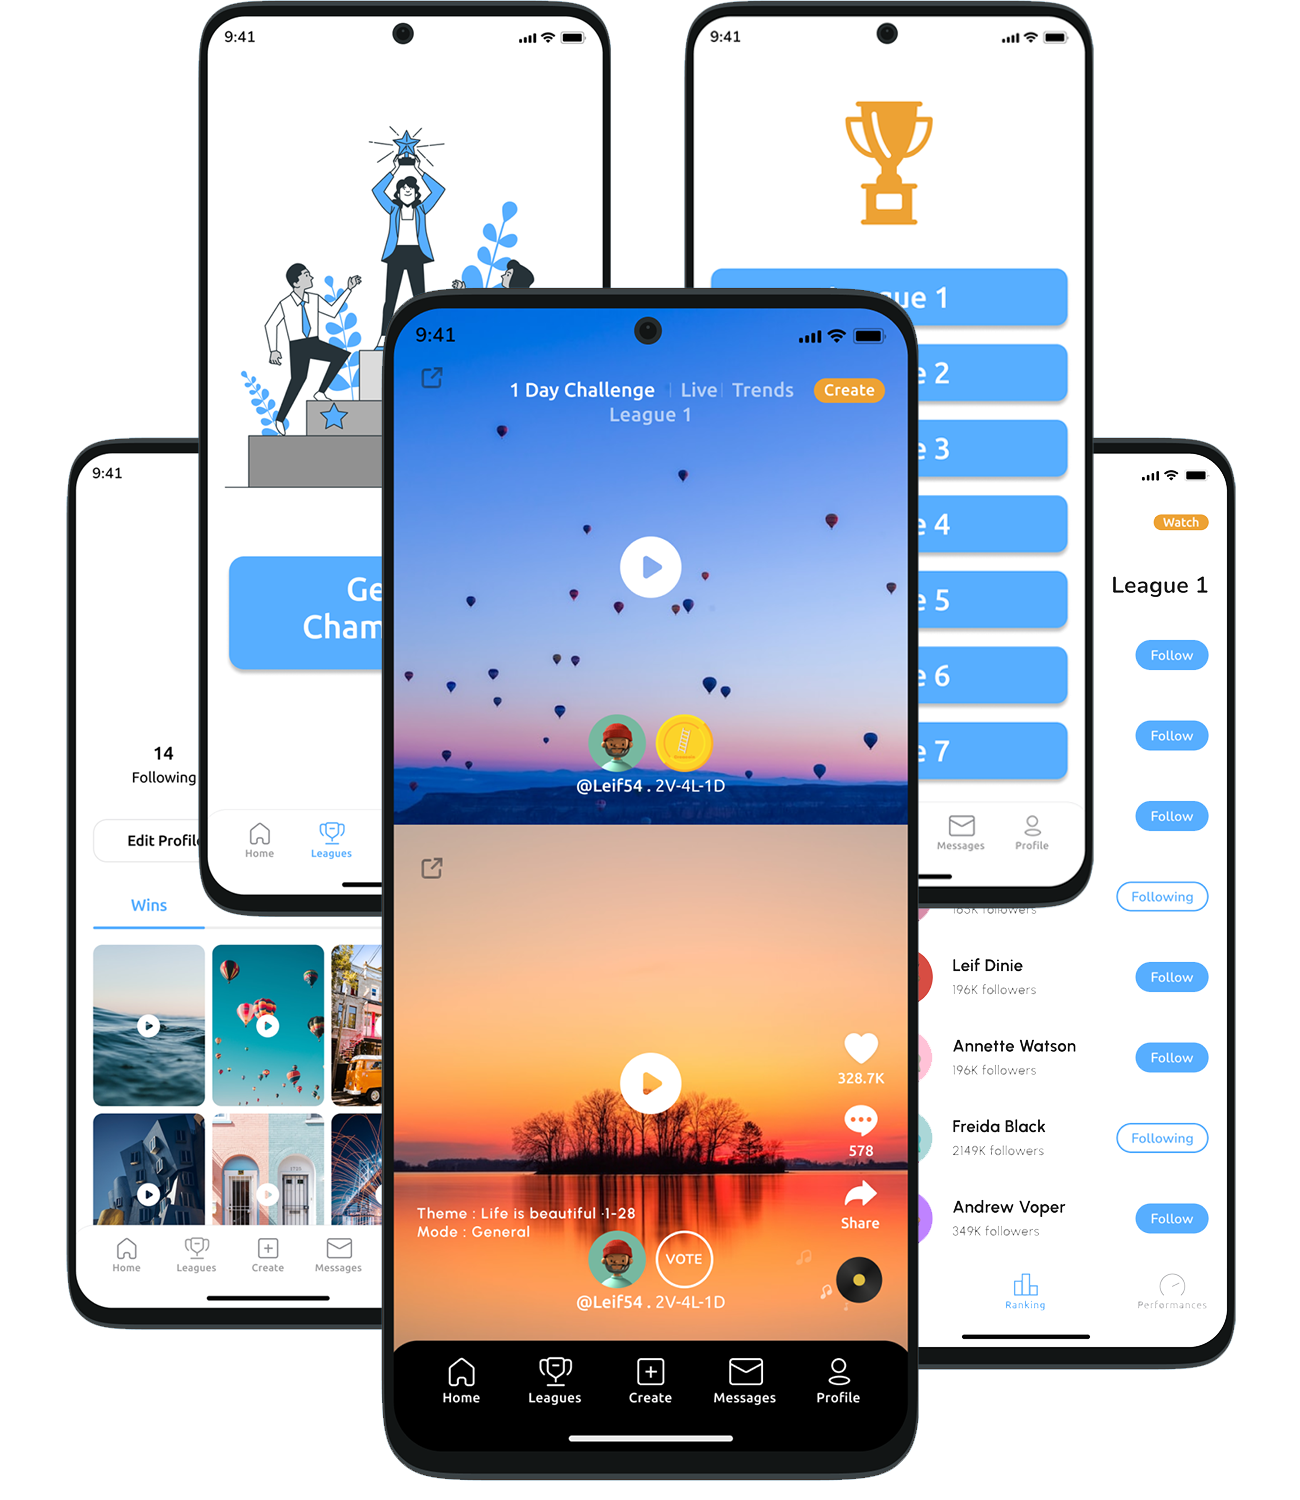 9:41
Ge
Cham
Home
Leagues
9:41
gue 1
e 2
e 3
e 4
e 5
e 6
7
Messages
Profile
9:41
14
Following
Edit Profile
Wins
Home
Leagues
Create
Messages
9:41
1 Day Challenge | Live | Trends
Create
League 1
@Leif54 . 2V-4L-1D
328.7K
578
Share
Theme : Life is beautiful ·1-28
Mode : General
VOTE
@Leif54 . 2V-4L-1D
Home
Leagues
Create
Messages
Profile
Watch
League 1
Follow
Follow
Follow
Following
165K followers
Leif Dinie
196K followers
Follow
Annette Watson
196K followers
Follow
Freida Black
2149K followers
Following
Andrew Voper
349K followers
Follow
Ranking
Performances